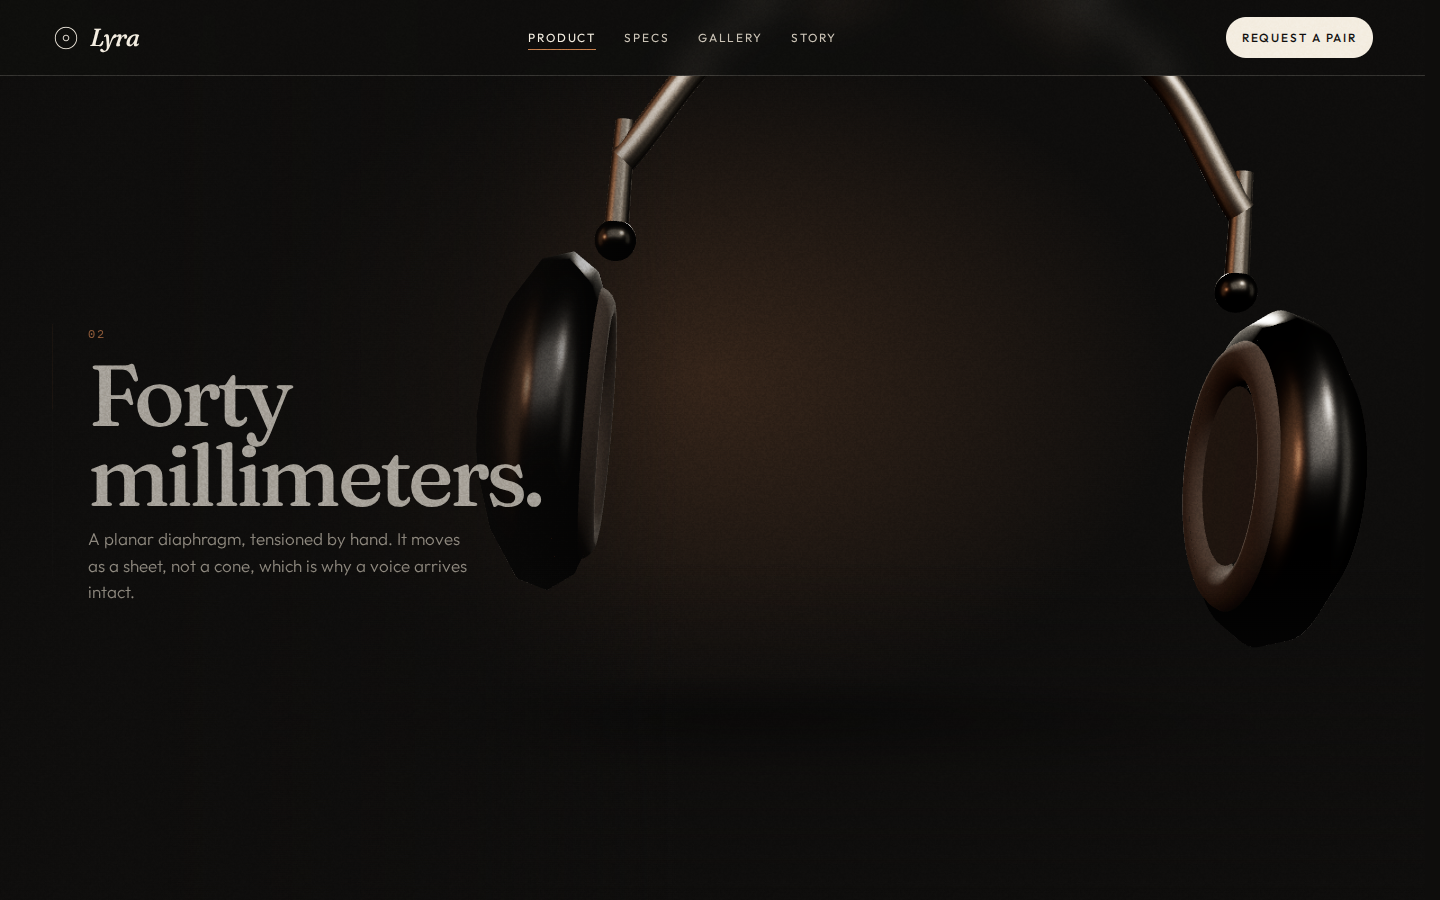 Lyra
PRODUCT SPECS GALLERY STORY
REQUEST A PAIR
02
Forty
millimeters.
A planar diaphragm, tensioned by hand. It moves
as a sheet, not a cone, which is why a voice arrives
intact.